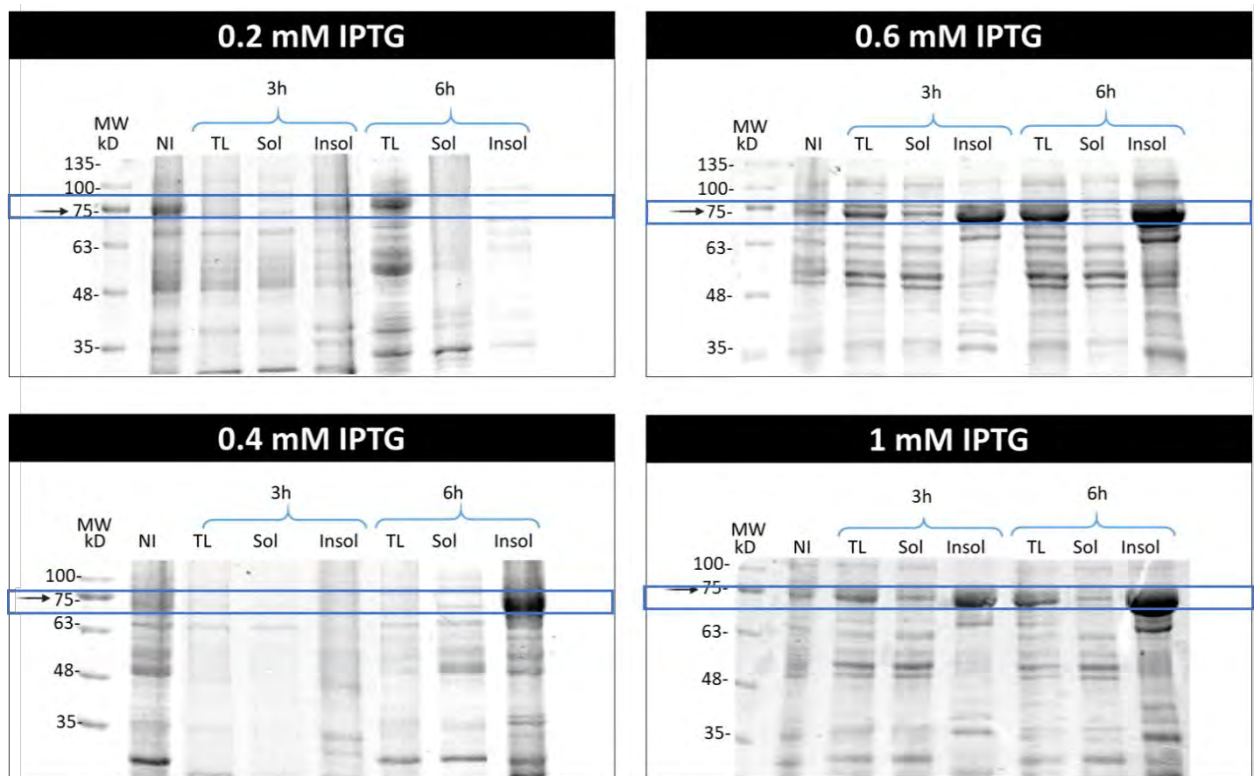 0.2 mM IPTG
3h
6h
MW
kD
NI
TL
Sol
Insol
TL
Sol
Insol
135-
100-
75-
63-
48-
35-
0.6 mM IPTG
3h
6h
MW
kD
NI
TL
Sol
Insol
TL
Sol
Insol
135-
100-
75-
63-
48-
35-
0.4 mM IPTG
3h
6h
MW
kD
NI
TL
Sol
Insol
TL
Sol
Insol
100-
75-
63-
48-
35-
1 mM IPTG
3h
6h
MW
kD
NI
TL
Sol
Insol
TL
Sol
Insol
100-
75-
63-
48-
35-